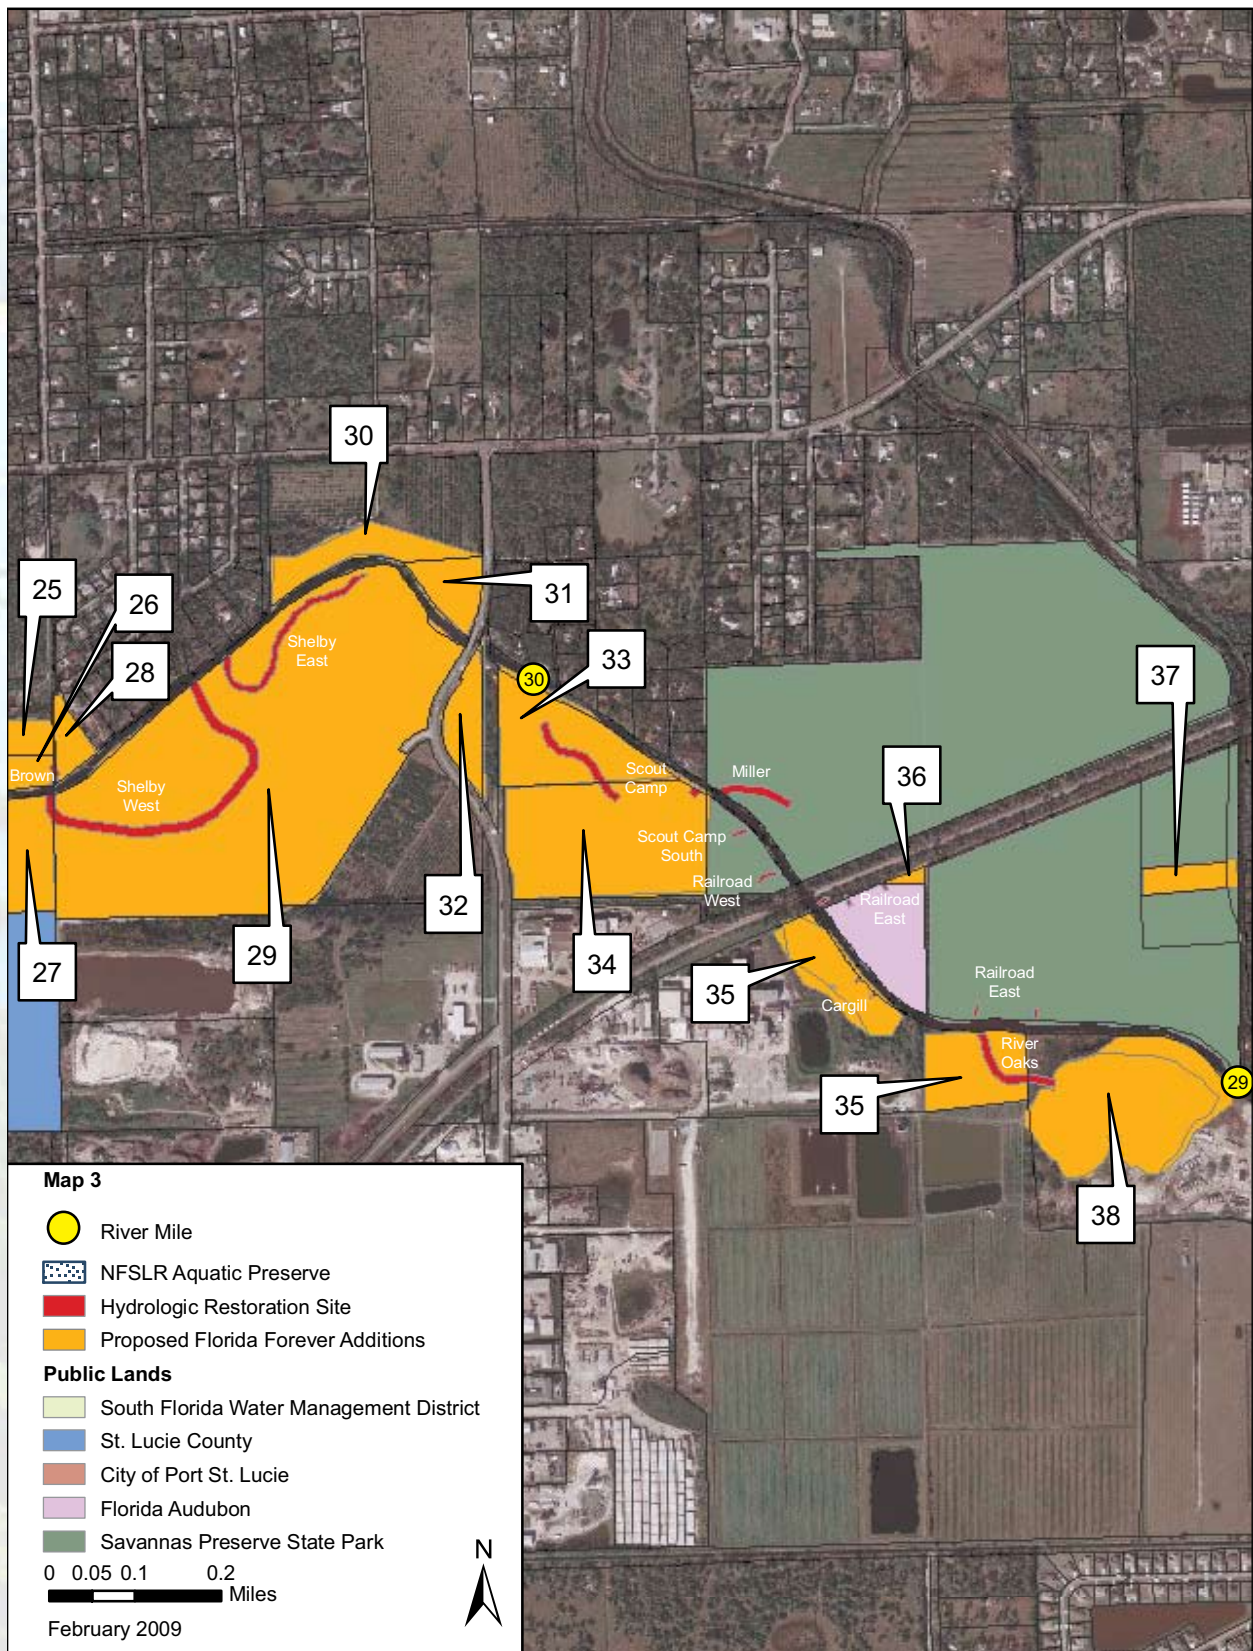 30
25
26
28
31
33
37
36
30
Shelby
East
Brown
Shelby
West
Scout
Camp
Miller
Scout Camp
South
Railroad
West
Railroad
East
32
27
29
34
35
Cargill
Railroad
East
River
Oaks
29
35
38
Map 3
River Mile
NFSLR Aquatic Preserve
Hydrologic Restoration Site
Proposed Florida Forever Additions
Public Lands
South Florida Water Management District
St. Lucie County
City of Port St. Lucie
Florida Audubon
Savannas Preserve State Park
0 0.05 0.1 0.2
Miles
N
February 2009